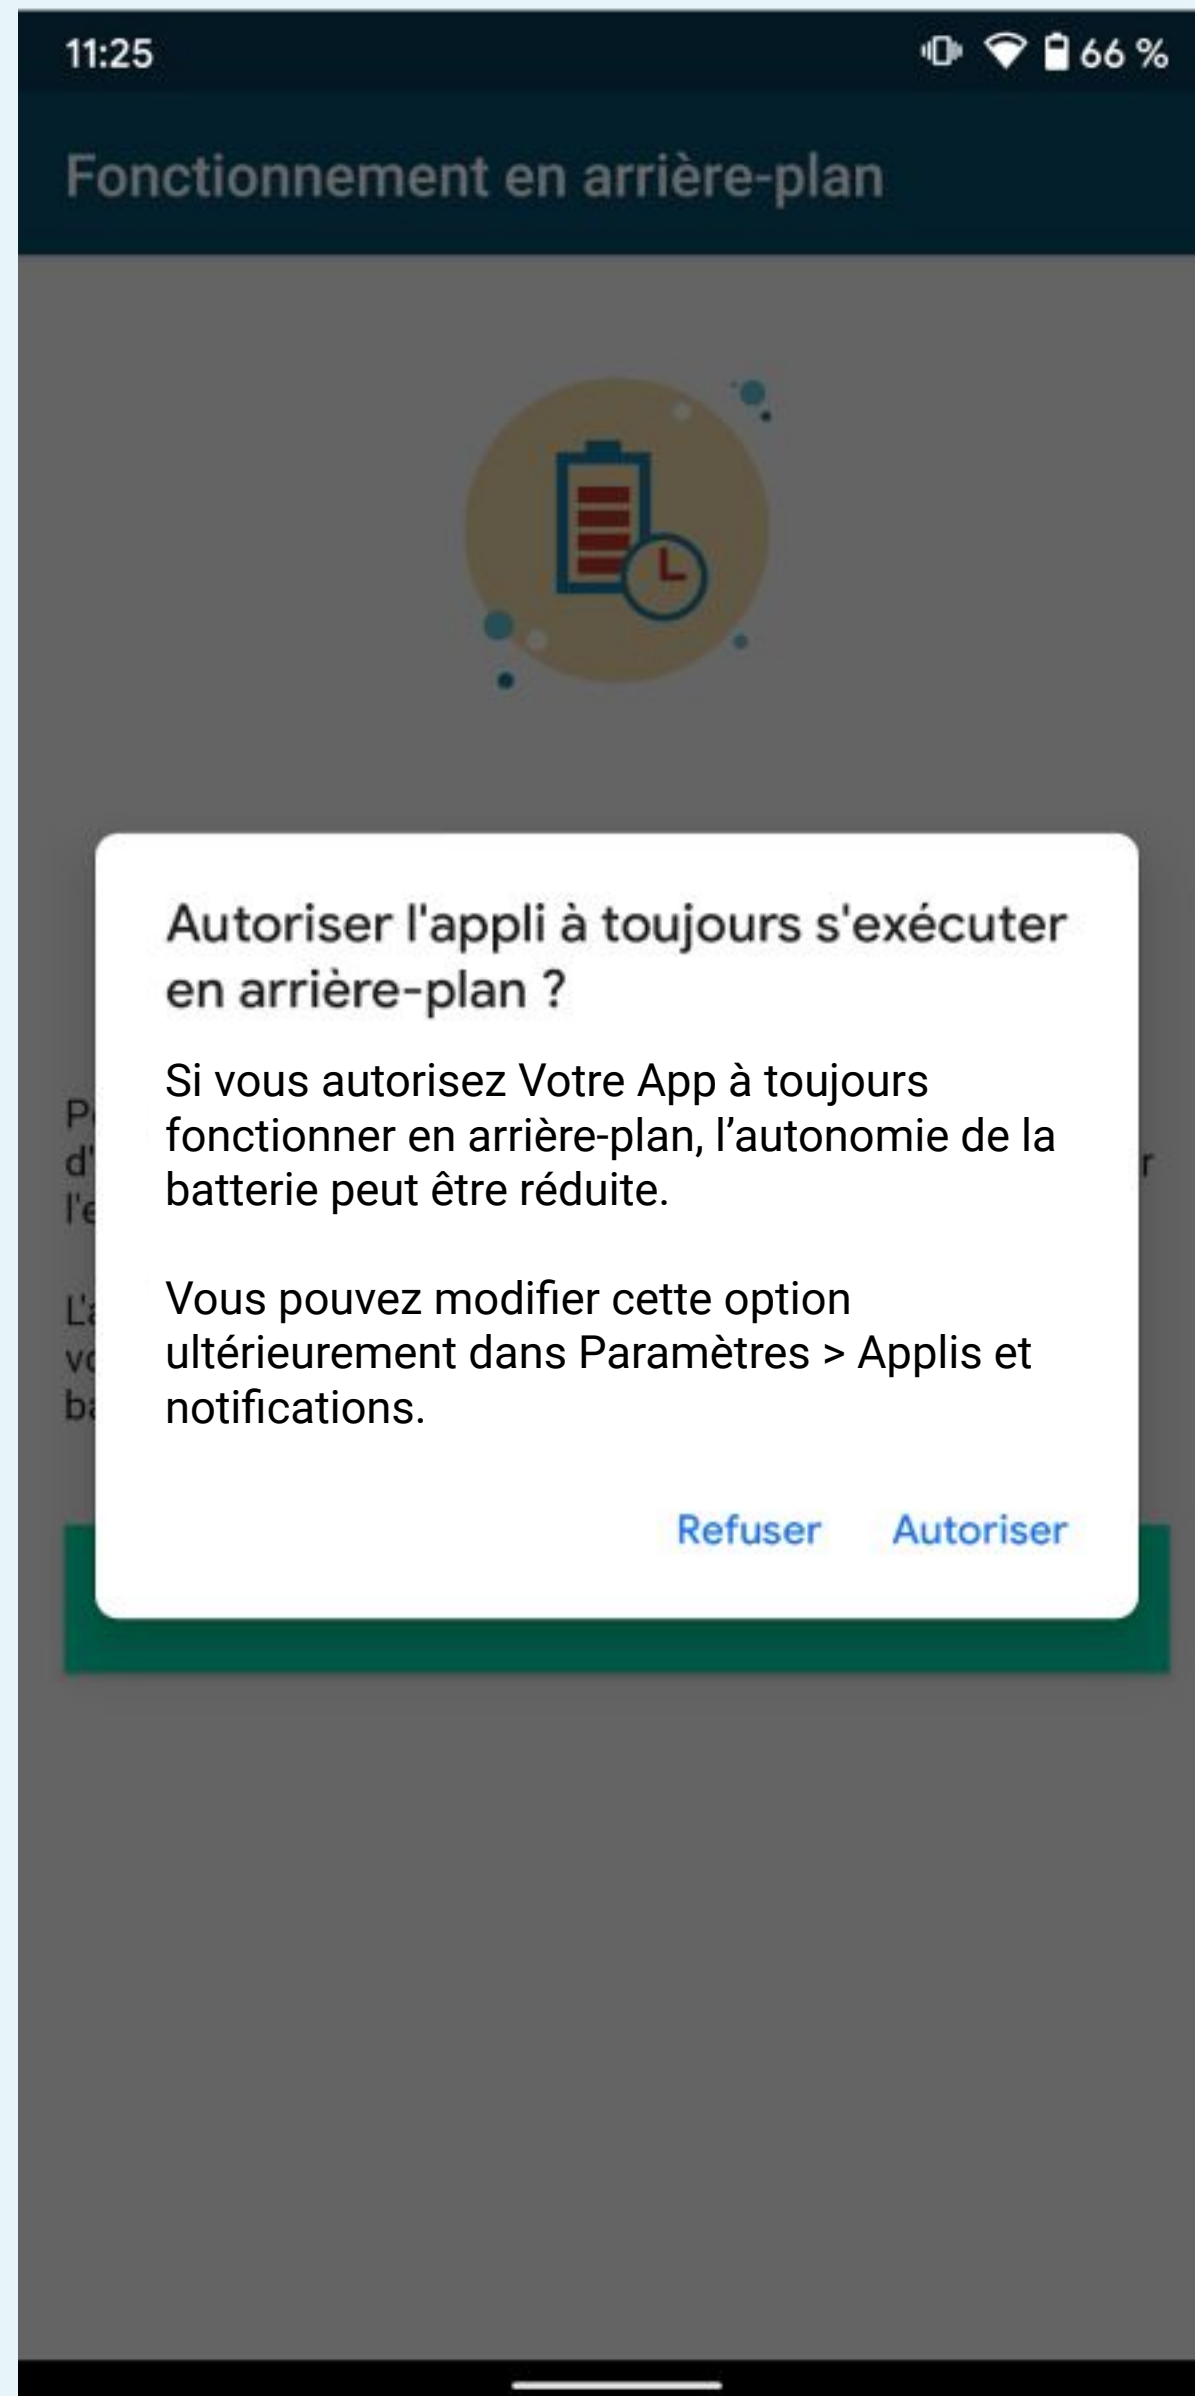 11:25
66 %
Fonctionnement en arrière-plan
Autoriser l'appli à toujours s'exécuter
en arrière-plan ?
Si vous autorisez Votre App à toujours
fonctionner en arrière-plan, l’autonomie de la
batterie peut être réduite.
Vous pouvez modifier cette option
ultérieurement dans Paramètres > Applis et
notifications.
Refuser Autoriser